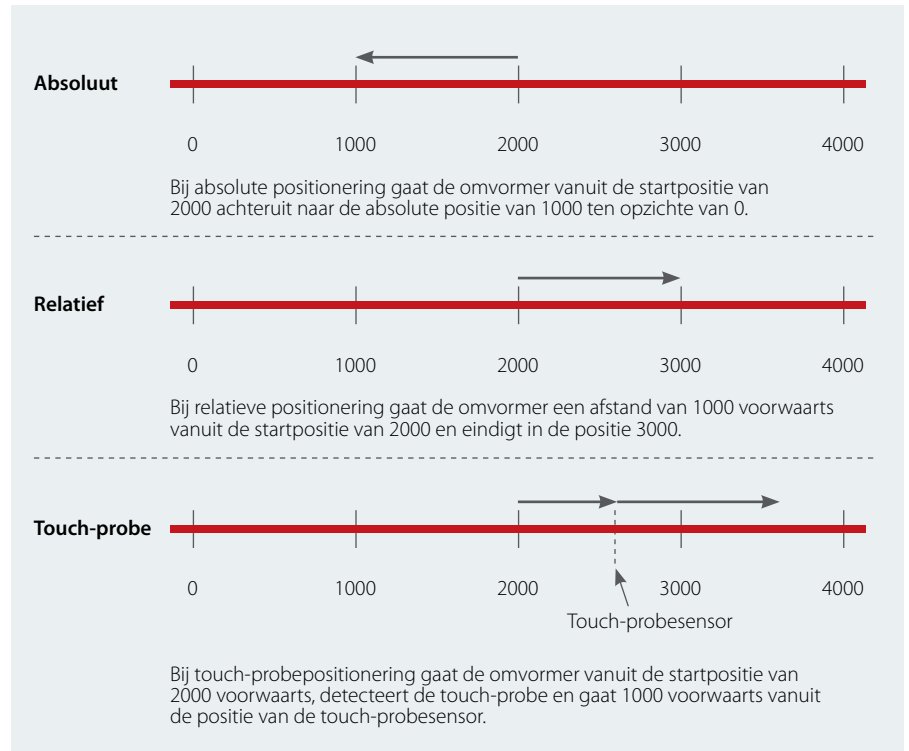 Absoluut
0 1000 2000 3000 4000
Bij absolute positionering gaat de omvormer vanuit de startpositie van
2000 achteruit naar de absolute positie van 1000 ten opzichte van 0.
Relatief
0 1000 2000 3000 4000
Bij relatieve positionering gaat de omvormer een afstand van 1000 voorwaarts
vanuit de startpositie van 2000 en eindigt in de positie 3000.
Touch-probe
0 1000 2000 3000 4000
Touch-probesensor
Bij touch-probepositionering gaat de omvormer vanuit de startpositie van
2000 voorwaarts, detecteert de touch-probe en gaat 1000 voorwaarts vanuit
de positie van de touch-probesensor.